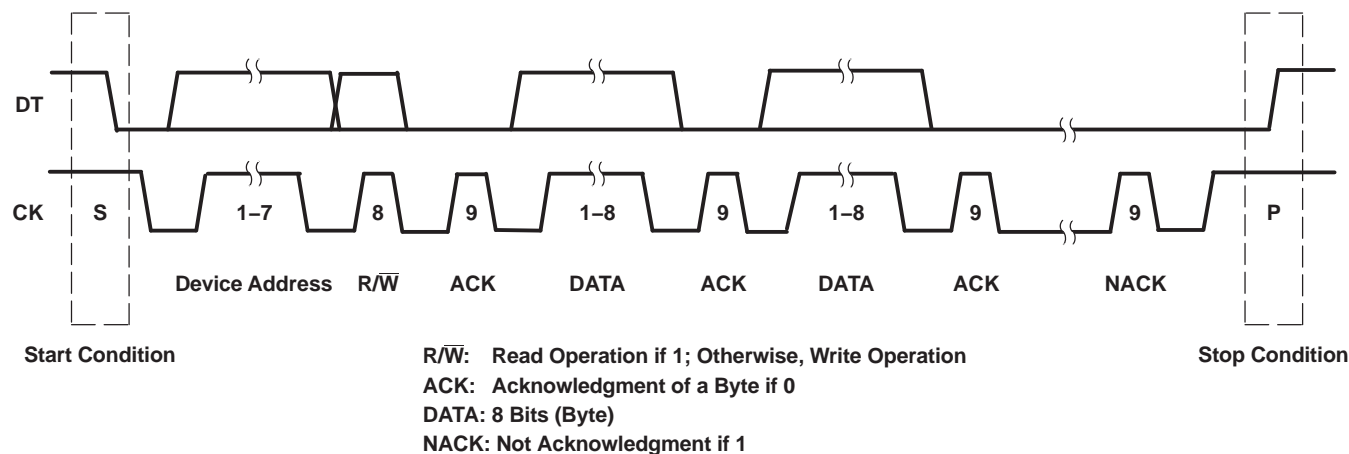 DT
CK
S 1–7 8 9 1–8 9 1–8 9 9 P
Device Address R/W̅ ACK DATA ACK DATA ACK NACK
Start Condition
Stop Condition
R/W̅: Read Operation if 1; Otherwise, Write Operation
ACK: Acknowledgment of a Byte if 0
DATA: 8 Bits (Byte)
NACK: Not Acknowledgment if 1